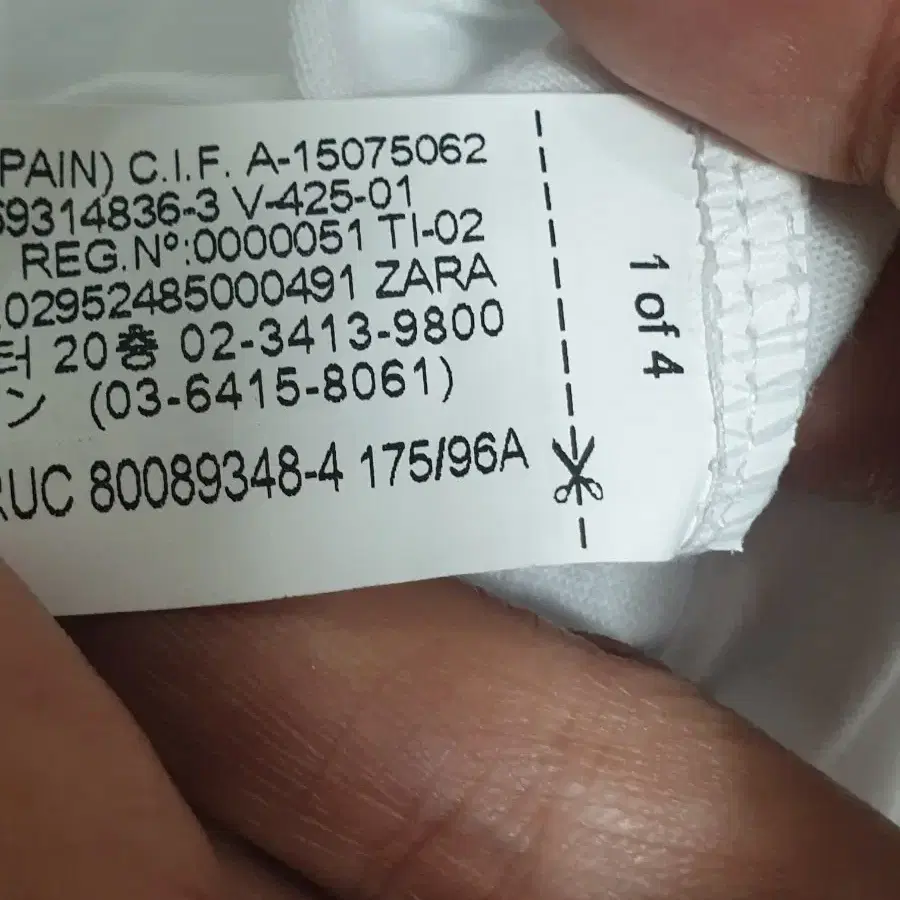 PAIN) C.I.F. A-15075062
69314836-3 V-425-01
REG.Nº:0000051 TI-02
02952485000491 ZARA
터 20층 02-3413-9800
ン (03-6415-8061)
RUC 80089348-4 175/96A
1 of 4